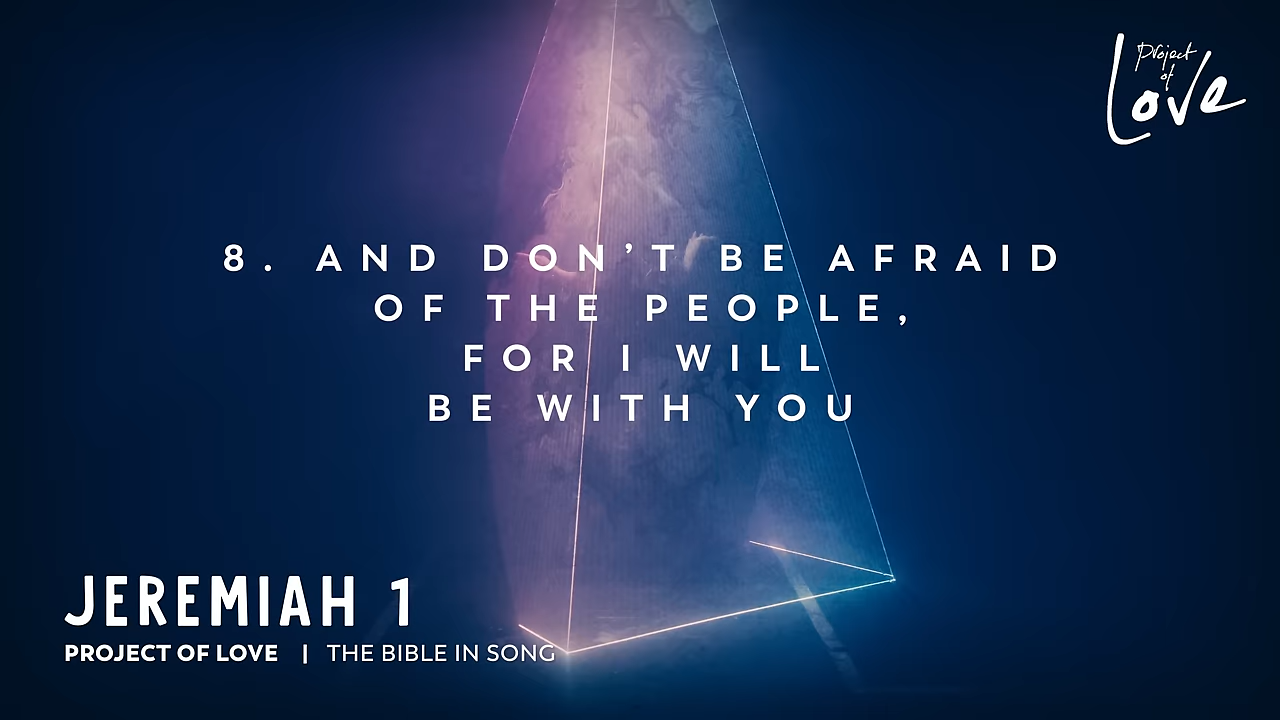 Project
of
Love
8. AND DON’T BE AFRAID
OF THE PEOPLE,
FOR I WILL
BE WITH YOU
JEREMIAH 1
PROJECT OF LOVE | THE BIBLE IN SONG